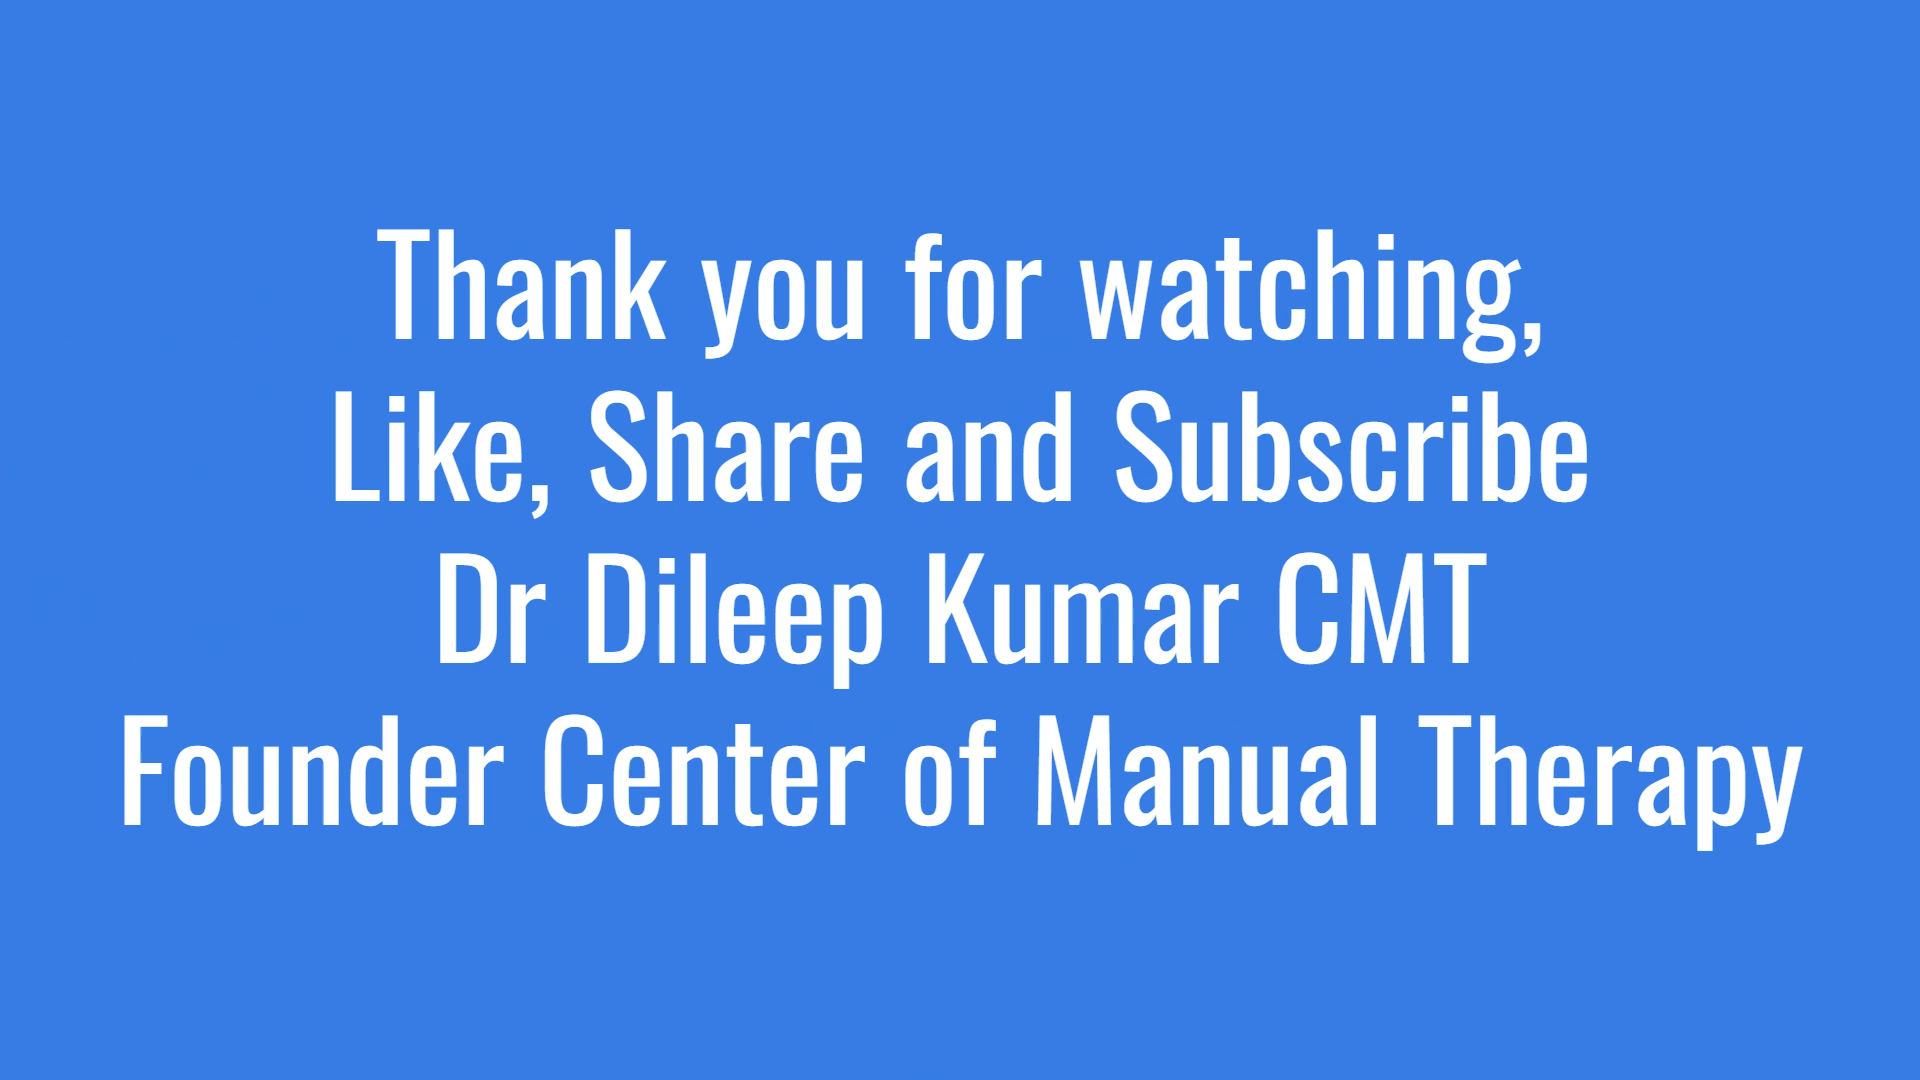 Thank you for watching,
Like, Share and Subscribe
Dr Dileep Kumar CMT
Founder Center of Manual Therapy